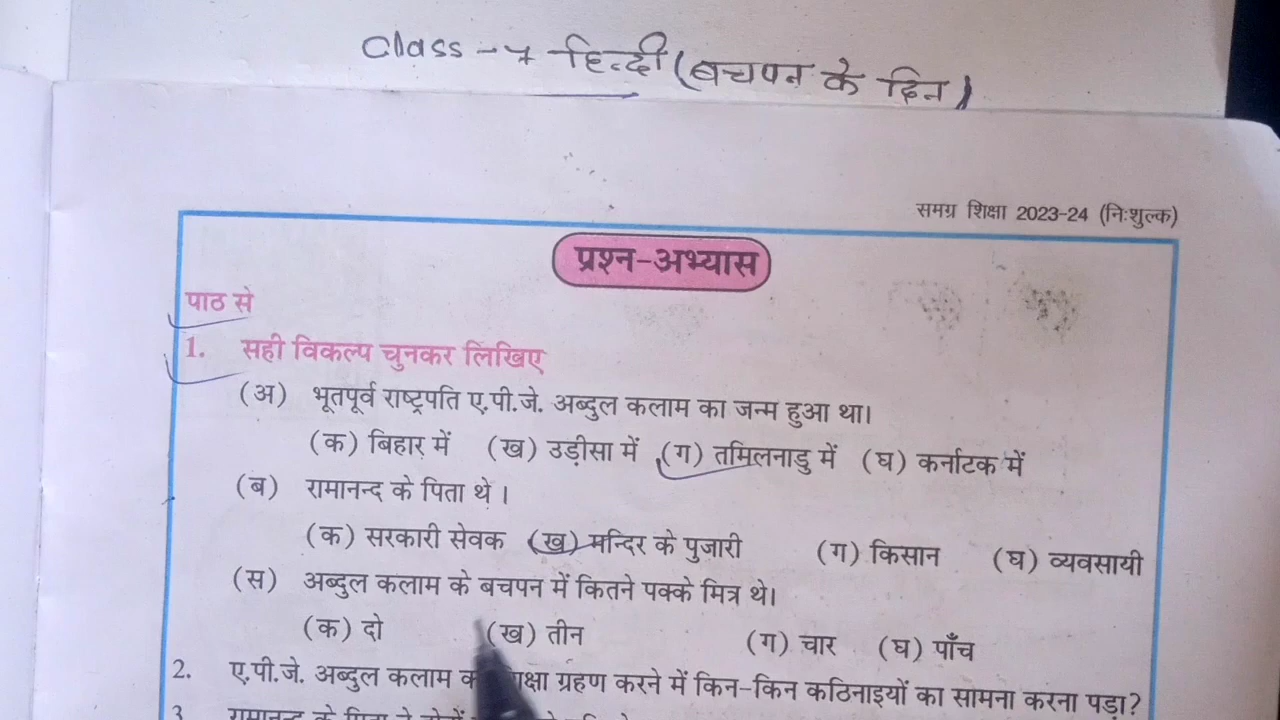 Class - 7 हिन्दी (बचपन के दिन)
समग्र शिक्षा 2023-24 (निःशुल्क)
प्रश्न-अभ्यास
पाठ से
1. सही विकल्प चुनकर लिखिए
(अ) भूतपूर्व राष्ट्रपति ए.पी.जे. अब्दुल कलाम का जन्म हुआ था।
(क) बिहार में (ख) उड़ीसा में (ग) तमिलनाडु में (घ) कर्नाटक में
(ब) रामानन्द के पिता थे ।
(क) सरकारी सेवक (ख) मन्दिर के पुजारी (ग) किसान (घ) व्यवसायी
(स) अब्दुल कलाम के बचपन में कितने पक्के मित्र थे।
(क) दो (ख) तीन (ग) चार (घ) पाँच
2. ए.पी.जे. अब्दुल कलाम ग्रहण करने में किन-किन कठिनाइयों का सामना करना पड़ा?
3. रामानन्द के पिता ने